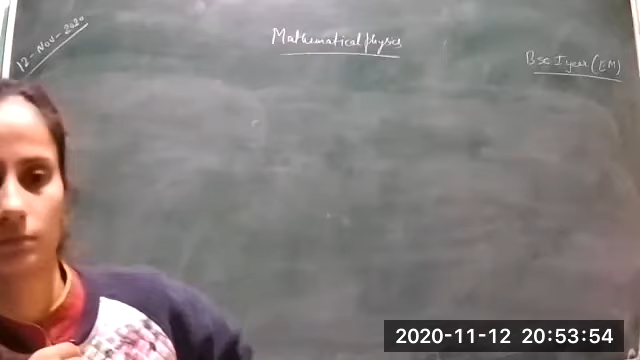 12-Nov-2020
Mathematical physics
Bsc I year (EM)
2020-11-12 20:53:54